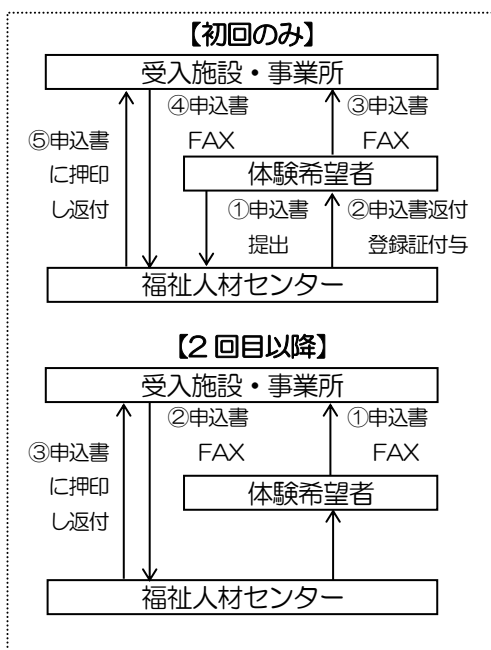 【初回のみ】
受入施設・事業所
④申込書
FAX
③申込書
FAX
⑤申込書
に押印
し返付
体験希望者
①申込書
提出
②申込書返付
登録証付与
福祉人材センター
【2回目以降】
受入施設・事業所
②申込書
FAX
①申込書
FAX
③申込書
に押印
し返付
体験希望者
福祉人材センター